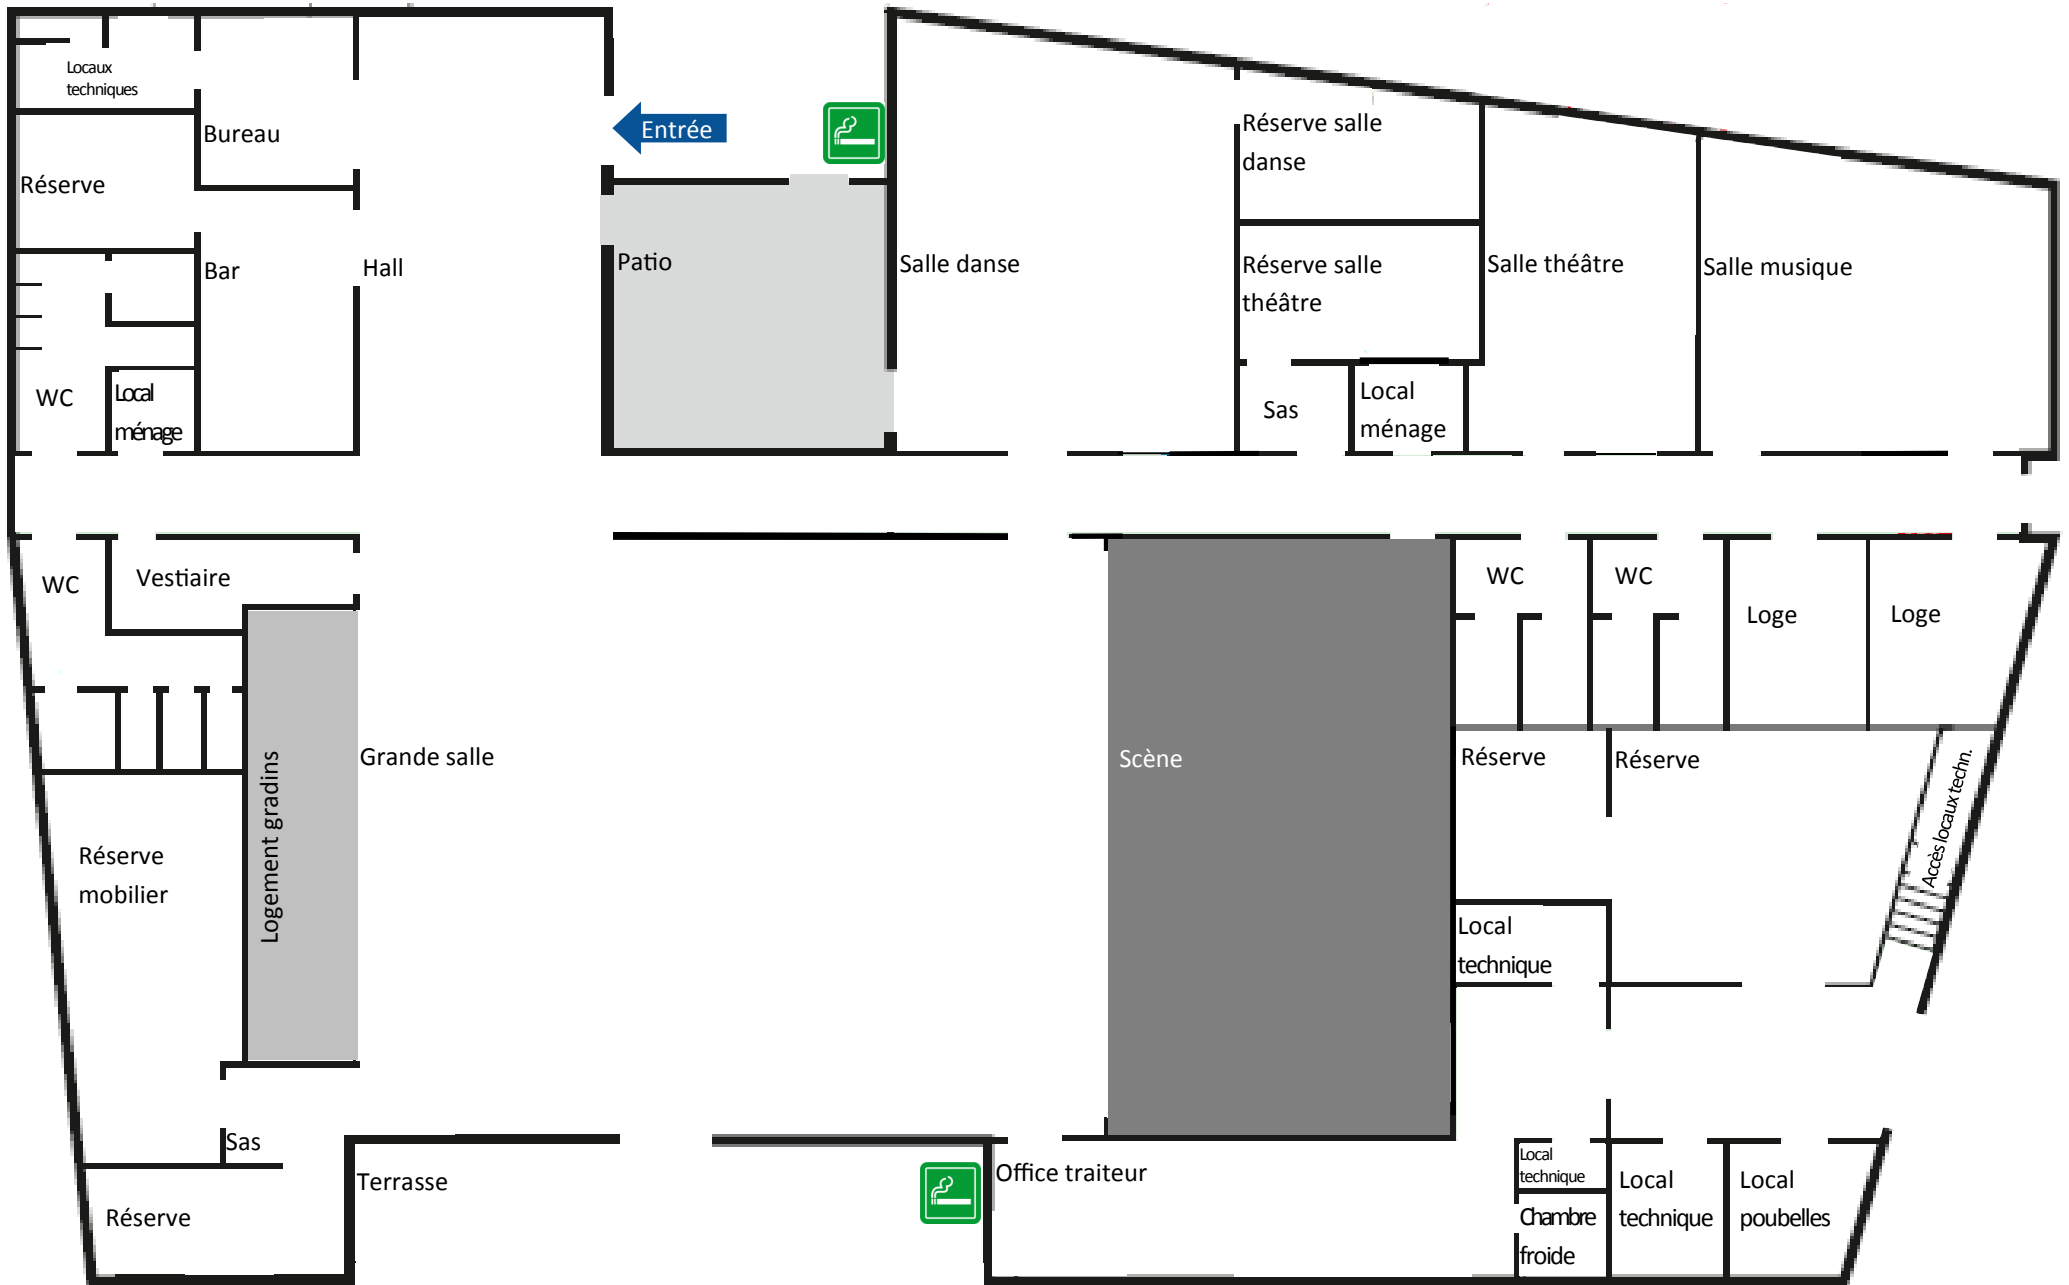 Locaux
techniques
Bureau
Entrée
Réserve salle
danse
Réserve
Bar
Hall
Patio
Salle danse
Réserve salle
théâtre
Salle théâtre
Salle musique
WC
Local
ménage
Sas
Local
ménage
WC
Vestiaire
WC
WC
Loge
Loge
Logement gradins
Grande salle
Scène
Réserve
Réserve
Accès locaux techn.
Réserve
mobilier
Local
technique
Sas
Réserve
Terrasse
Office traiteur
Local
technique
Chambre
froide
Local
technique
Local
poubelles